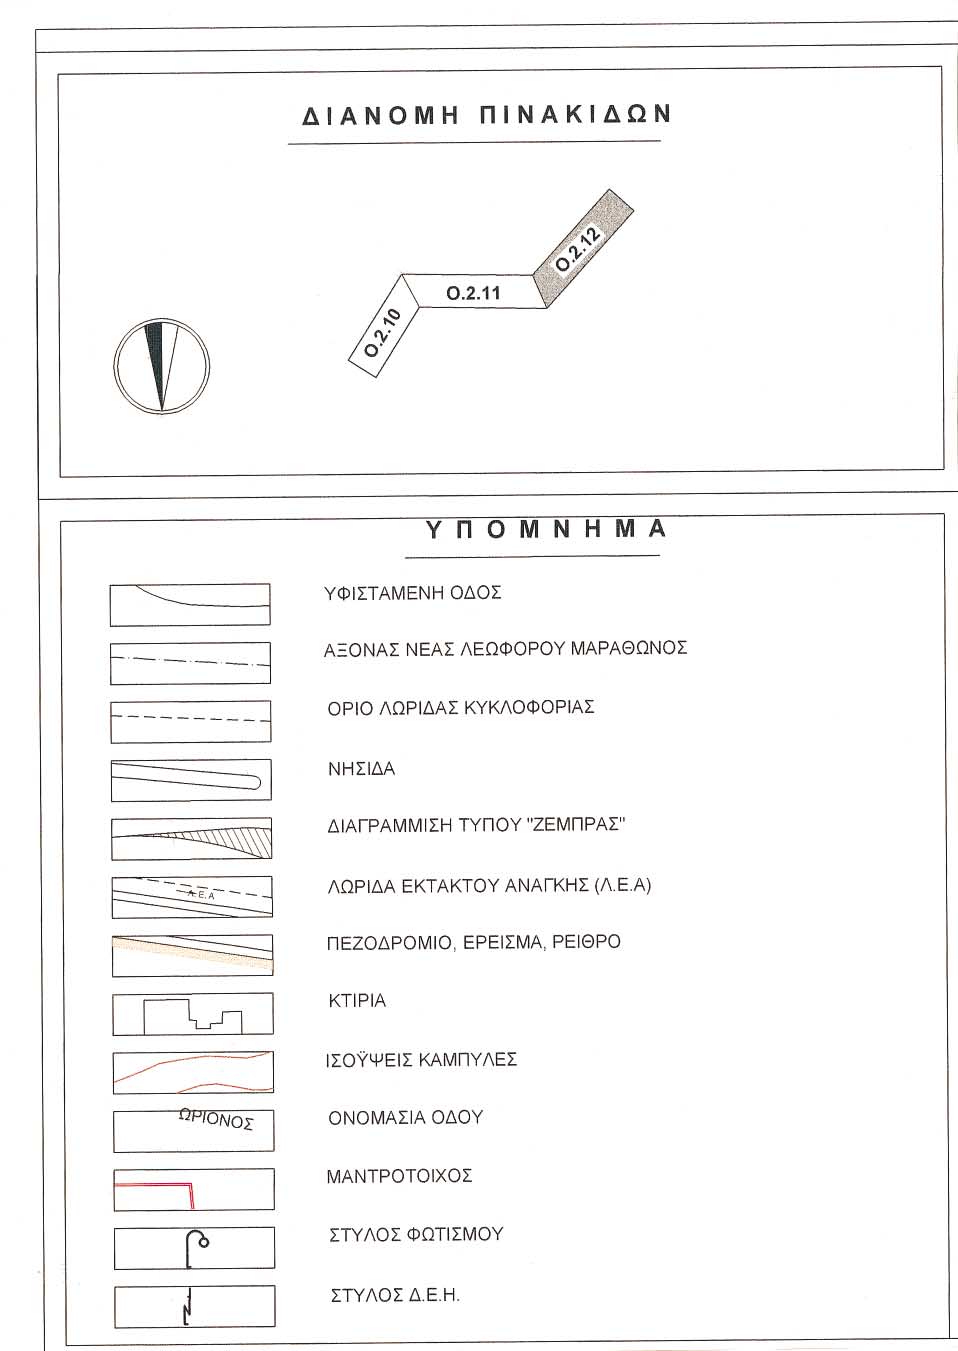 ΔΙΑΝΟΜΗ ΠΙΝΑΚΙΔΩΝ
Ο.2.12
Ο.2.11
Ο.2.10
ΥΠΟΜΝΗΜΑ
ΥΦΙΣΤΑΜΕΝΗ ΟΔΟΣ
ΑΞΟΝΑΣ ΝΕΑΣ ΛΕΩΦΟΡΟΥ ΜΑΡΑΘΩΝΟΣ
ΟΡΙΟ ΛΩΡΙΔΑΣ ΚΥΚΛΟΦΟΡΙΑΣ
ΝΗΣΙΔΑ
ΔΙΑΓΡΑΜΜΙΣΗ ΤΥΠΟΥ "ΖΕΜΠΡΑΣ"
Λ.Ε.Α
ΛΩΡΙΔΑ ΕΚΤΑΚΤΟΥ ΑΝΑΓΚΗΣ (Λ.Ε.Α)
ΠΕΖΟΔΡΟΜΙΟ, ΕΡΕΙΣΜΑ, ΡΕΙΘΡΟ
ΚΤΙΡΙΑ
ΙΣΟΫΨΕΙΣ ΚΑΜΠΥΛΕΣ
ΩΡΙΟΝΟΣ
ΟΝΟΜΑΣΙΑ ΟΔΟΥ
ΜΑΝΤΡΟΤΟΙΧΟΣ
ΣΤΥΛΟΣ ΦΩΤΙΣΜΟΥ
ΣΤΥΛΟΣ Δ.Ε.Η.